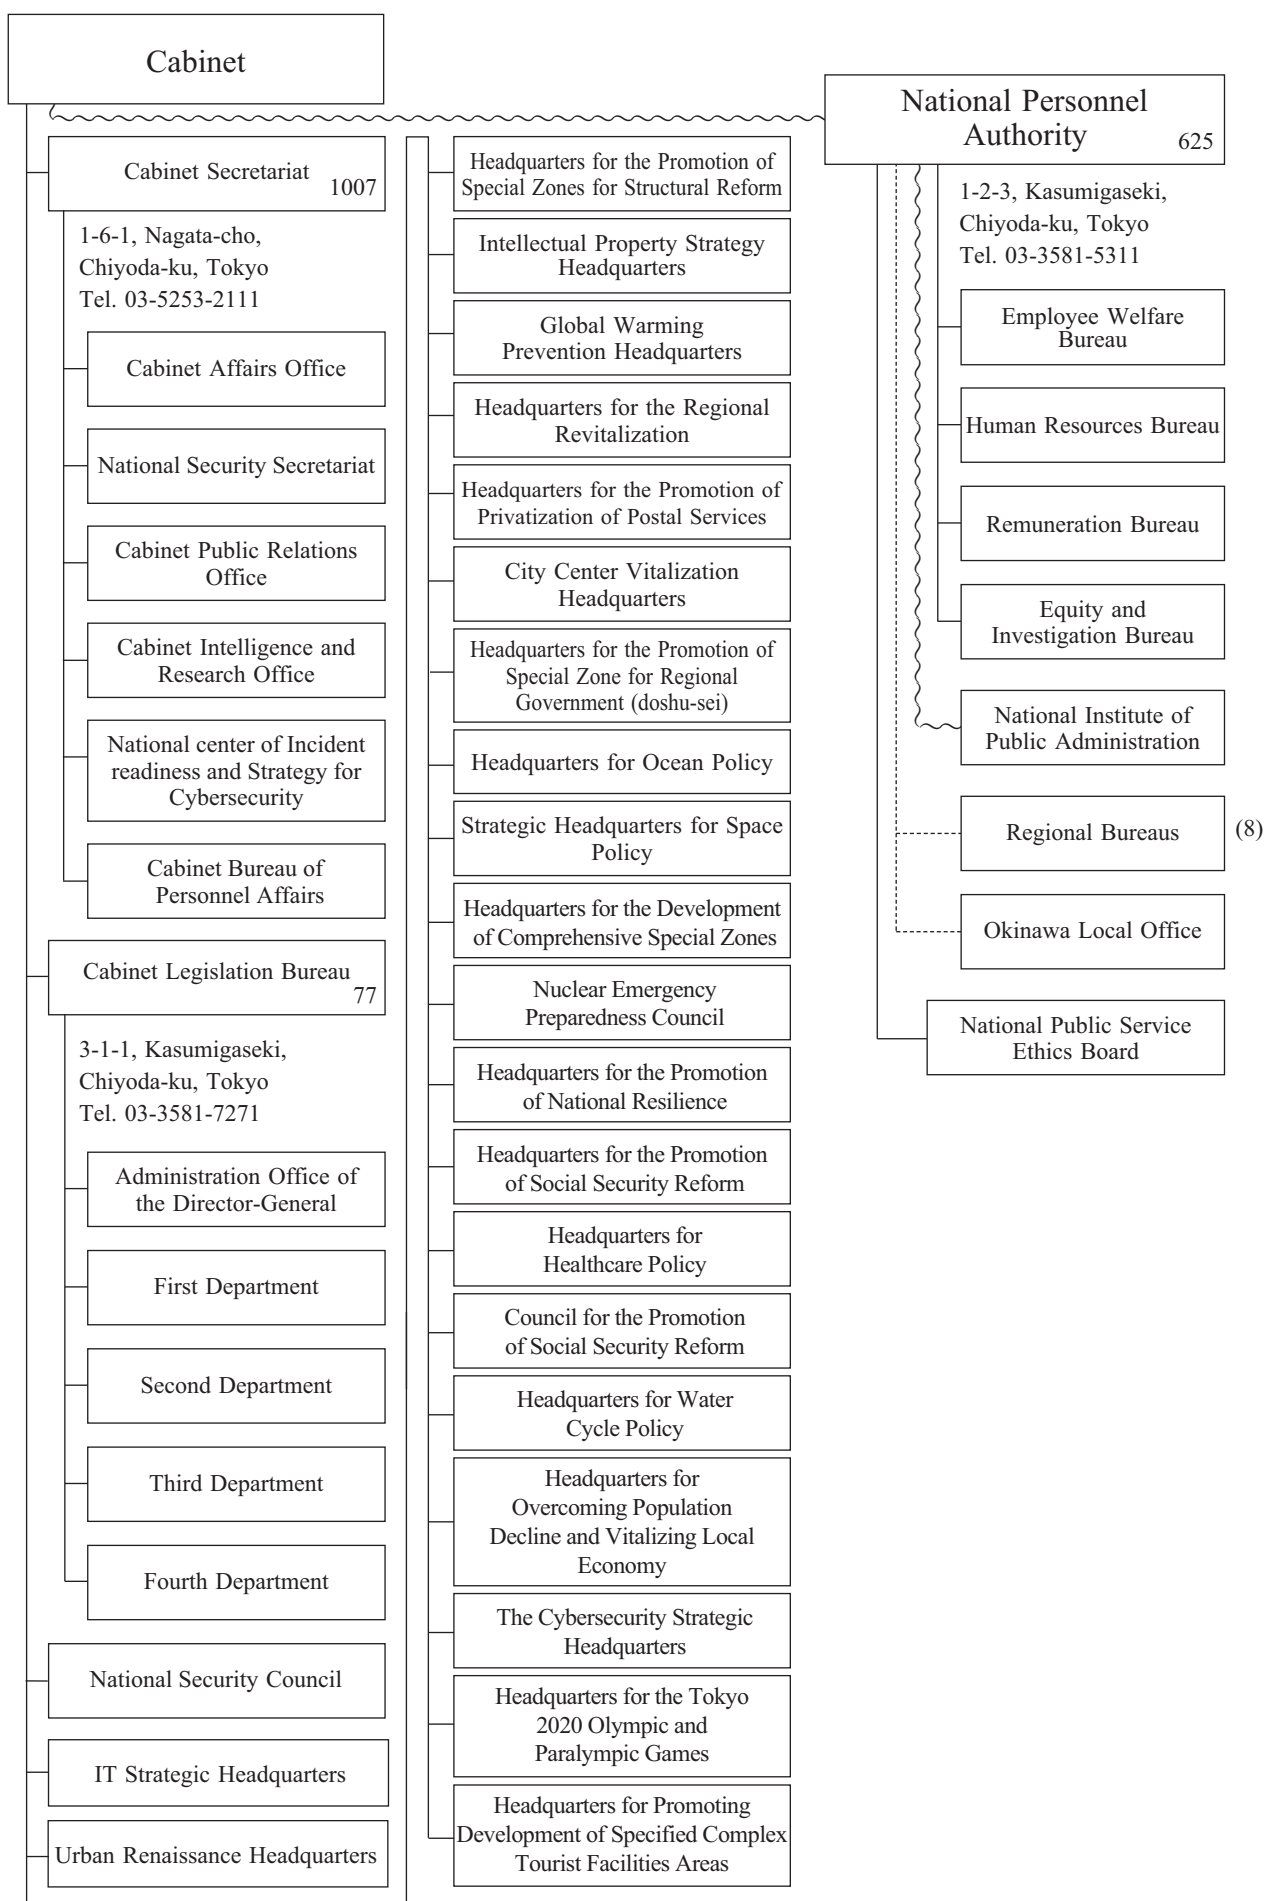 Cabinet
Cabinet Secretariat
1007
1-6-1, Nagata-cho,
Chiyoda-ku, Tokyo
Tel. 03-5253-2111
Cabinet Affairs Office
National Security Secretariat
Cabinet Public Relations
Office
Cabinet Intelligence and
Research Office
National center of Incident
readiness and Strategy for
Cybersecurity
Cabinet Bureau of
Personnel Affairs
Cabinet Legislation Bureau
77
3-1-1, Kasumigaseki,
Chiyoda-ku, Tokyo
Tel. 03-3581-7271
Administration Office of
the Director-General
First Department
Second Department
Third Department
Fourth Department
National Security Council
IT Strategic Headquarters
Urban Renaissance Headquarters
Headquarters for the Promotion of
Special Zones for Structural Reform
Intellectual Property Strategy
Headquarters
Global Warming
Prevention Headquarters
Headquarters for the Regional
Revitalization
Headquarters for the Promotion of
Privatization of Postal Services
City Center Vitalization
Headquarters
Headquarters for the Promotion of
Special Zone for Regional
Government (doshu-sei)
Headquarters for Ocean Policy
Strategic Headquarters for Space
Policy
Headquarters for the Development
of Comprehensive Special Zones
Nuclear Emergency
Preparedness Council
Headquarters for the Promotion
of National Resilience
Headquarters for the Promotion
of Social Security Reform
Headquarters for
Healthcare Policy
Council for the Promotion
of Social Security Reform
Headquarters for Water
Cycle Policy
Headquarters for
Overcoming Population
Decline and Vitalizing Local
Economy
The Cybersecurity Strategic
Headquarters
Headquarters for the Tokyo
2020 Olympic and
Paralympic Games
Headquarters for Promoting
Development of Specified Complex
Tourist Facilities Areas
National Personnel
Authority
625
1-2-3, Kasumigaseki,
Chiyoda-ku, Tokyo
Tel. 03-3581-5311
Employee Welfare
Bureau
Human Resources Bureau
Remuneration Bureau
Equity and
Investigation Bureau
National Institute of
Public Administration
Regional Bureaus
(8)
Okinawa Local Office
National Public Service
Ethics Board